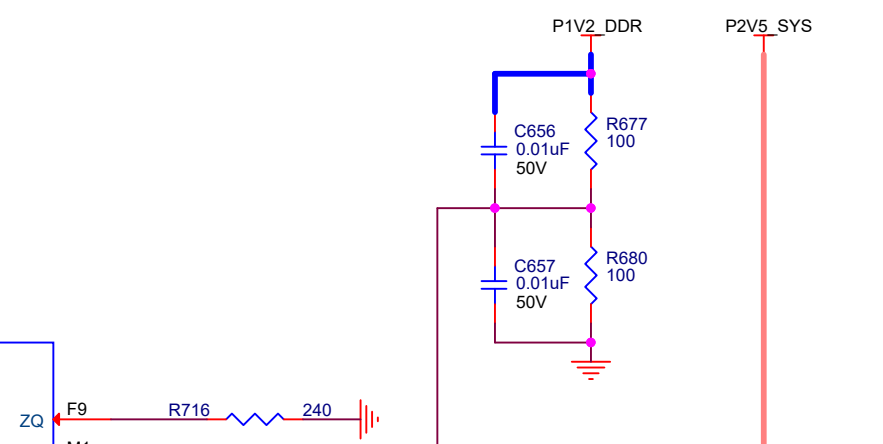 P1V2_DDR
P2V5_SYS
C656
0.01uF
50V
R677
100
C657
0.01uF
50V
R680
100
ZQ
F9
R716
240